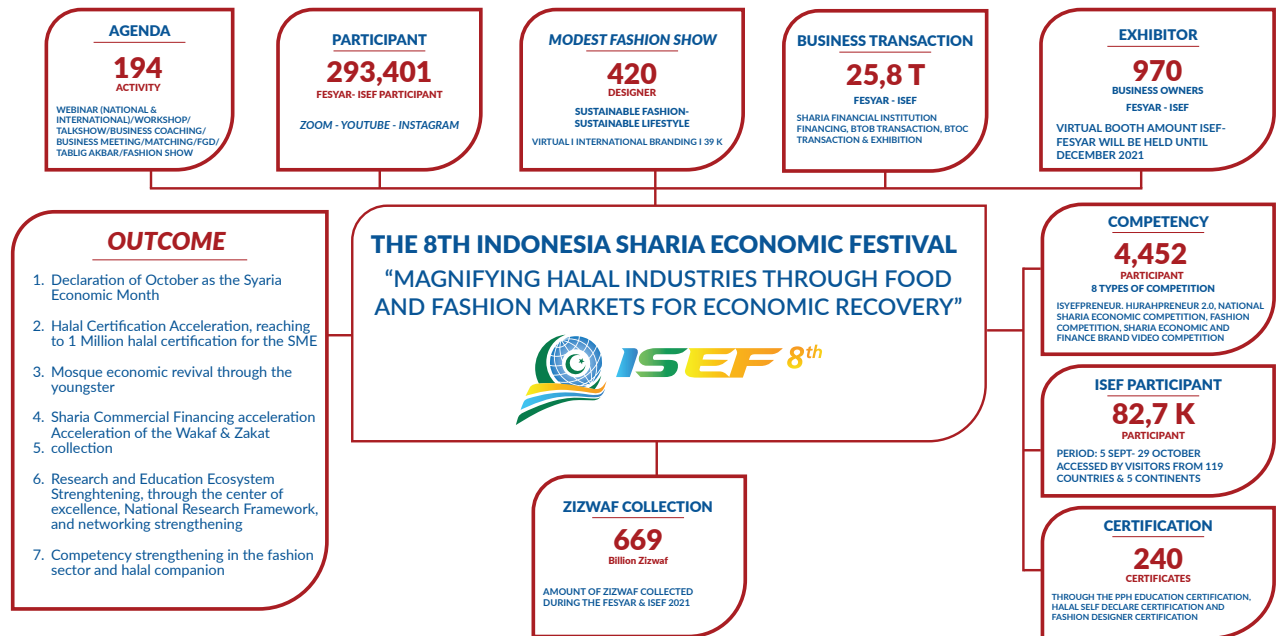 AGENDA
194
ACTIVITY
WEBINAR (NATIONAL &
INTERNATIONAL)/WORKSHOP/
TALKSHOW/BUSINESS COACHING/
BUSINESS MEETING/MATCHING/FGD/
TABLIG AKBAR/FASHION SHOW
PARTICIPANT
293,401
FESYAR- ISEF PARTICIPANT
ZOOM - YOUTUBE - INSTAGRAM
MODEST FASHION SHOW
420
DESIGNER
SUSTAINABLE FASHION-
SUSTAINABLE LIFESTYLE
VIRTUAL I INTERNATIONAL BRANDING I 39 K
BUSINESS TRANSACTION
25,8 T
FESYAR - ISEF
SHARIA FINANCIAL INSTITUTION
FINANCING, BTOB TRANSACTION, BTOC
TRANSACTION & EXHIBITION
EXHIBITOR
970
BUSINESS OWNERS
FESYAR - ISEF
VIRTUAL BOOTH AMOUNT ISEF-
FESYAR WILL BE HELD UNTIL
DECEMBER 2021
OUTCOME
1. Declaration of October as the Syaria
Economic Month
2. Halal Certification Acceleration, reaching
to 1 Million halal certification for the SME
3. Mosque economic revival through the
youngster
4. Sharia Commercial Financing acceleration
Acceleration of the Wakaf & Zakat
5. collection
6. Research and Education Ecosystem
Strenghtening, through the center of
excellence, National Research Framework,
and networking strengthening
7. Competency strengthening in the fashion
sector and halal companion
THE 8TH INDONESIA SHARIA ECONOMIC FESTIVAL
“MAGNIFYING HALAL INDUSTRIES THROUGH FOOD
AND FASHION MARKETS FOR ECONOMIC RECOVERY”
ISEF 8th
ZIZWAF COLLECTION
669
Billion Zizwaf
AMOUNT OF ZIZWAF COLLECTED
DURING THE FESYAR & ISEF 2021
COMPETENCY
4,452
PARTICIPANT
8 TYPES OF COMPETITION
ISYEFPRENEUR. HIJRAHPRENEUR 2.0, NATIONAL
SHARIA ECONOMIC COMPETITION, FASHION
COMPETITION, SHARIA ECONOMIC AND
FINANCE BRAND VIDEO COMPETITION
ISEF PARTICIPANT
82,7 K
PARTICIPANT
PERIOD: 5 SEPT- 29 OCTOBER
ACCESSED BY VISITORS FROM 119
COUNTRIES & 5 CONTINENTS
CERTIFICATION
240
CERTIFICATES
THROUGH THE PPH EDUCATION CERTIFICATION,
HALAL SELF DECLARE CERTIFICATION AND
FASHION DESIGNER CERTIFICATION